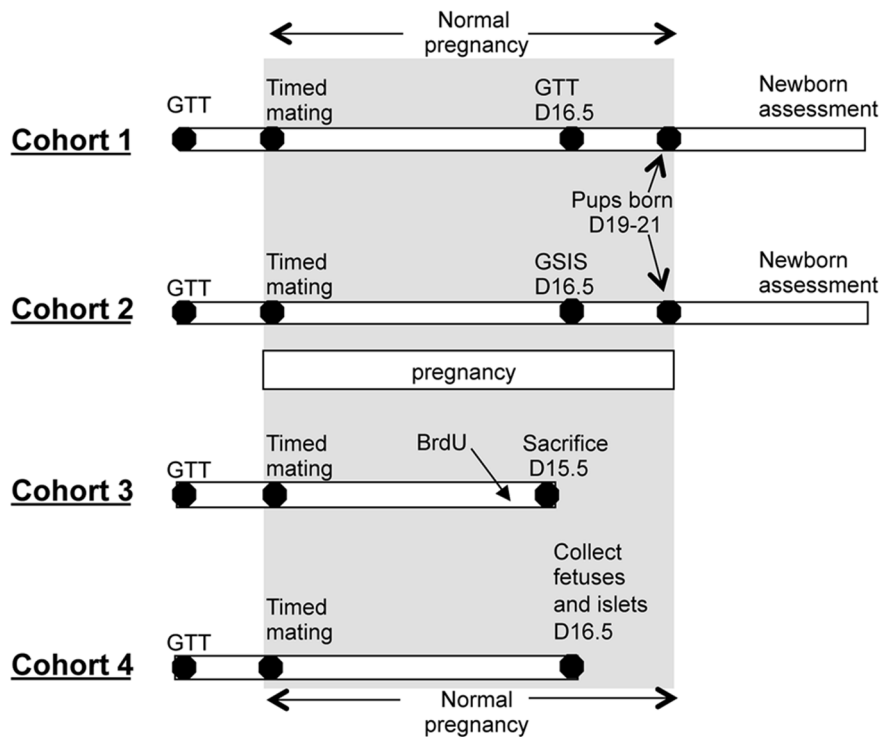 Normal
pregnancy
GTT
Timed
mating
GTT
D16.5
Newborn
assessment
Cohort 1
Pups born
D19-21
GTT
Timed
mating
GSIS
D16.5
Newborn
assessment
Cohort 2
pregnancy
GTT
Timed
mating
BrdU
Sacrifice
D15.5
Cohort 3
GTT
Timed
mating
Collect
fetuses
and islets
D16.5
Cohort 4
Normal
pregnancy